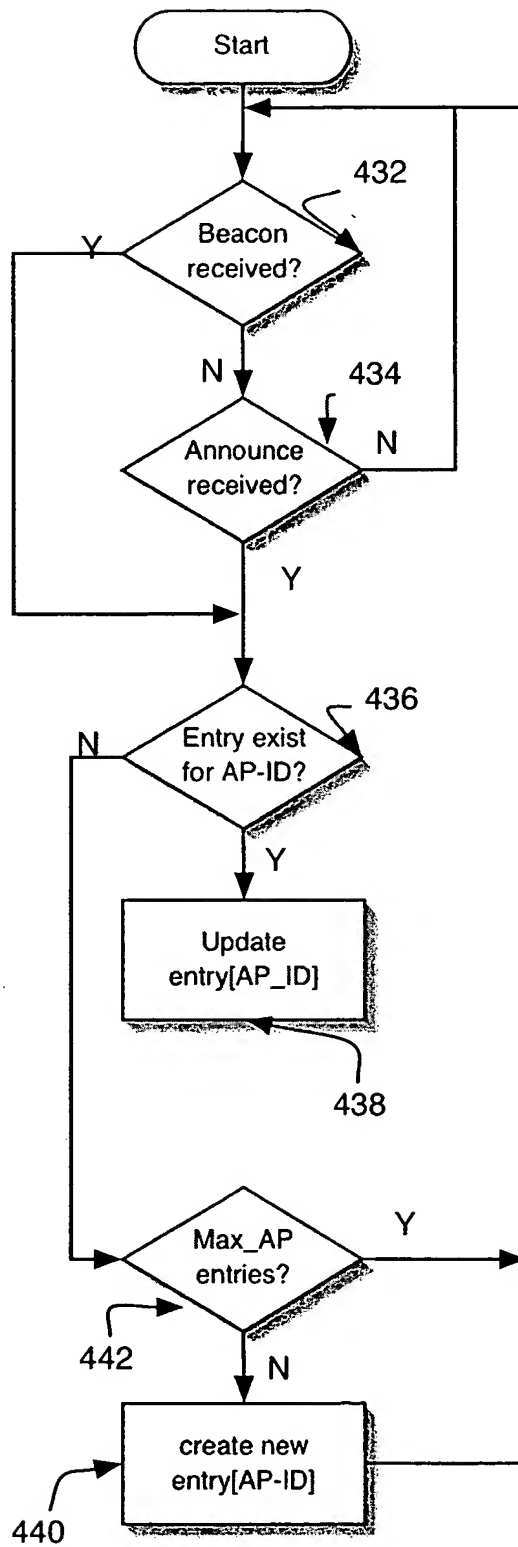 Start
432
Y
Beacon
received?
N
434
Announce
received?
N
Y
436
N
Entry exist
for AP-ID?
Y
Update
entry[AP_ID]
438
Max_AP
entries?
Y
442
N
create new
entry[AP-ID]
440